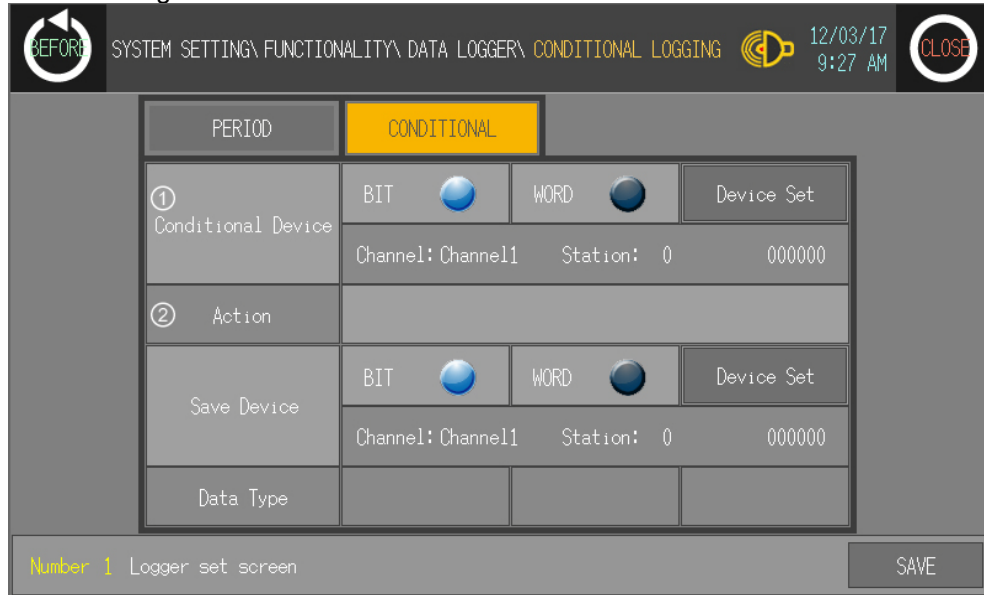 BEFORE
SYSTEM SETTING\ FUNCTIONALITY\ DATA LOGGER\ CONDITIONAL LOGGING
12/03/17
9:27 AM
CLOSE
PERIOD
CONDITIONAL
①
Conditional Device
BIT
WORD
Device Set
Channel: Channel1 Station: 0 000000
② Action
Save Device
BIT
WORD
Device Set
Channel: Channel1 Station: 0 000000
Data Type
Number 1 Logger set screen
SAVE